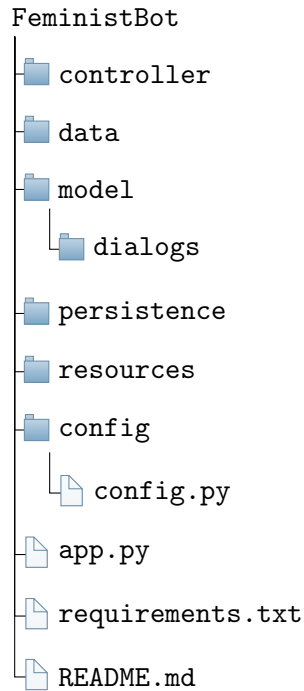 FeministBot
controller
data
model
dialogs
persistence
resources
config
config.py
app.py
requirements.txt
README.md